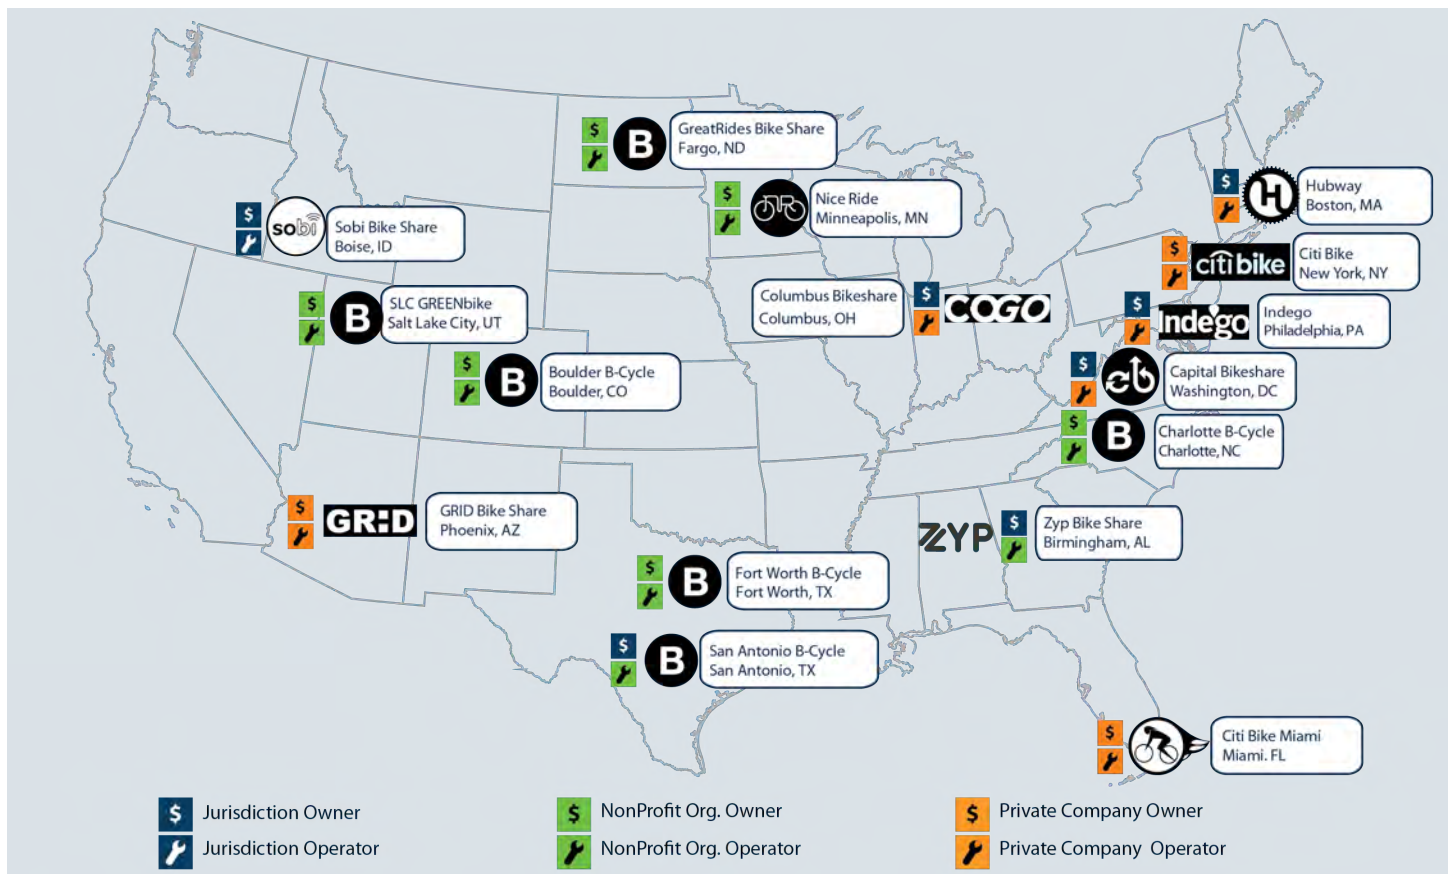 $
B
GreatRides Bike Share
Fargo, ND
$
Nice Ride
Minneapolis, MN
$
H
Hubway
Boston, MA
$
sobi
Sobi Bike Share
Boise, ID
$
citibike
Citi Bike
New York, NY
$
B
SLC GREENbike
Salt Lake City, UT
Columbus Bikeshare
Columbus, OH
$
COGO
$
Indego
Indego
Philadelphia, PA
$
B
Boulder B-Cycle
Boulder, CO
$
Capital Bikeshare
Washington, DC
$
B
Charlotte B-Cycle
Charlotte, NC
$
GRID
GRID Bike Share
Phoenix, AZ
ZYP
$
Zyp Bike Share
Birmingham, AL
$
B
Fort Worth B-Cycle
Fort Worth, TX
$
B
San Antonio B-Cycle
San Antonio, TX
$
Citi Bike Miami
Miami. FL
$ Jurisdiction Owner
Jurisdiction Operator
$ NonProfit Org. Owner
NonProfit Org. Operator
$ Private Company Owner
Private Company Operator